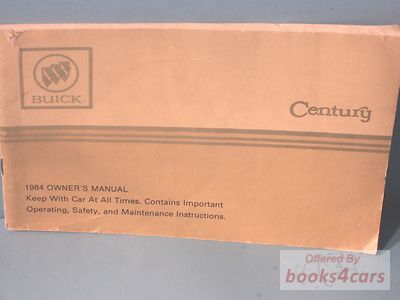 BUICK
Century
1984 OWNER'S MANUAL
Keep With Car At All Times. Contains Important
Operating, Safety, and Maintenance Instructions.
Offered By
books4cars